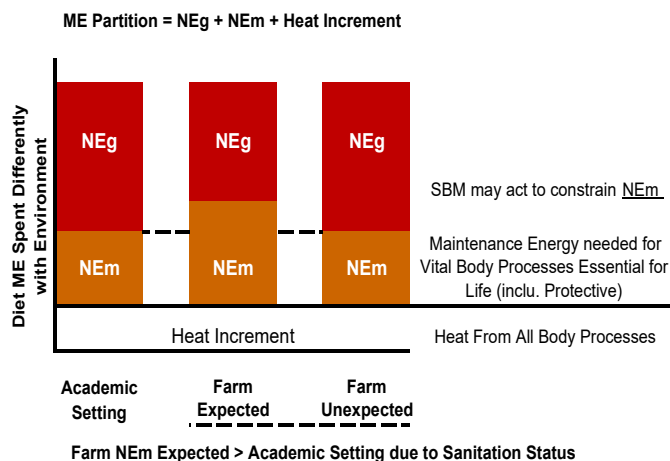 ME Partition = NEg + NEm + Heat Increment
Diet ME Spent Differently
with Environment
NEg
NEg
NEg
NEm
NEm
NEm
SBM may act to constrain NEm
Maintenance Energy needed for
Vital Body Processes Essential for
Life (inclu. Protective)
Heat Increment
Heat From All Body Processes
Academic
Setting
Farm
Expected
Farm
Unexpected
Farm NEm Expected > Academic Setting due to Sanitation Status